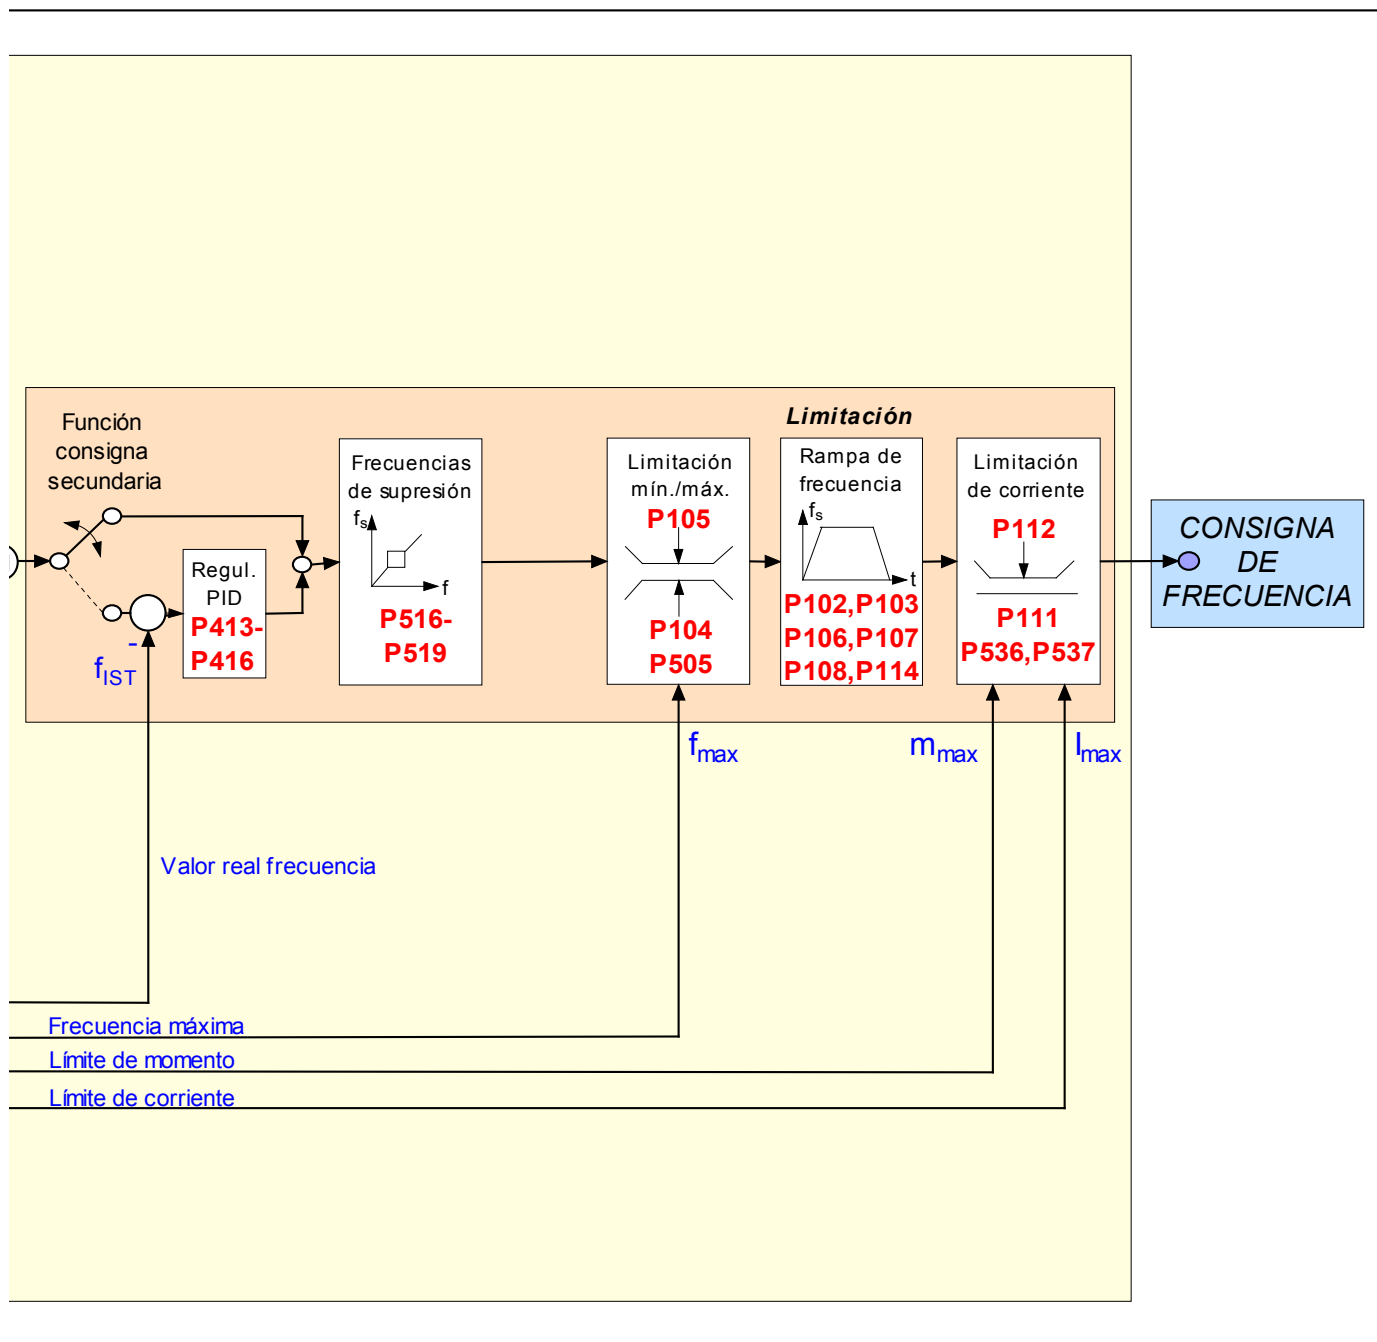 Función
consigna
secundaria
Regul.
PID
P413-
P416
-
fIST
Frecuencias
de supresión
fs
f
P516-
P519
Limitación
Limitación
mín./máx.
P105
P104
P505
Rampa de
frecuencia
fs
t
P102,P103
P106,P107
P108,P114
Limitación
de corriente
P112
P111
P536,P537
CONSIGNA
DE
FRECUENCIA
fmax
mmax
Imax
Valor real frecuencia
Frecuencia máxima
Límite de momento
Límite de corriente